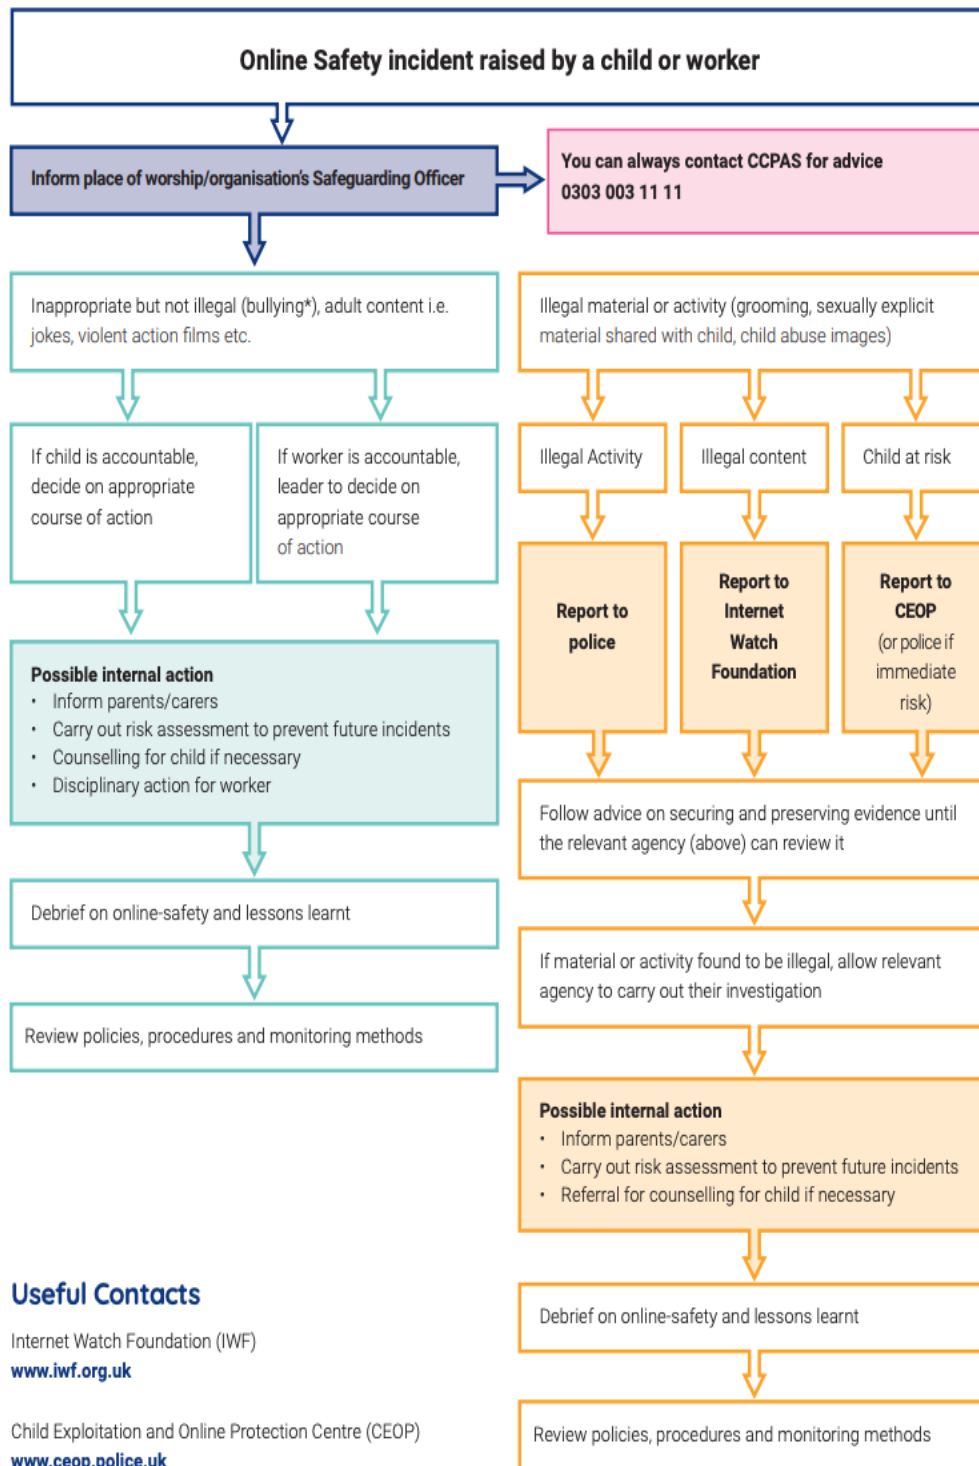 Online Safety incident raised by a child or worker
Inform place of worship/organisation's Safeguarding Officer
You can always contact CCPAS for advice
0303 003 11 11
Inappropriate but not illegal (bullying*), adult content i.e.
jokes, violent action films etc.
Illegal material or activity (grooming, sexually explicit
material shared with child, child abuse images)
If child is accountable,
decide on appropriate
course of action
If worker is accountable,
leader to decide on
appropriate course
of action
Illegal Activity
Illegal content
Child at risk
Report to
police
Report to
Internet
Watch
Foundation
Report to
CEOP
(or police if
immediate
risk)
Possible internal action
• Inform parents/carers
• Carry out risk assessment to prevent future incidents
• Counselling for child if necessary
• Disciplinary action for worker
Follow advice on securing and preserving evidence until
the relevant agency (above) can review it
Debrief on online-safety and lessons learnt
If material or activity found to be illegal, allow relevant
agency to carry out their investigation
Review policies, procedures and monitoring methods
Possible internal action
• Inform parents/carers
• Carry out risk assessment to prevent future incidents
• Referral for counselling for child if necessary
Debrief on online-safety and lessons learnt
Review policies, procedures and monitoring methods
Useful Contacts
Internet Watch Foundation (IWF)
www.iwf.org.uk
Child Exploitation and Online Protection Centre (CEOP)
www.ceop.police.uk